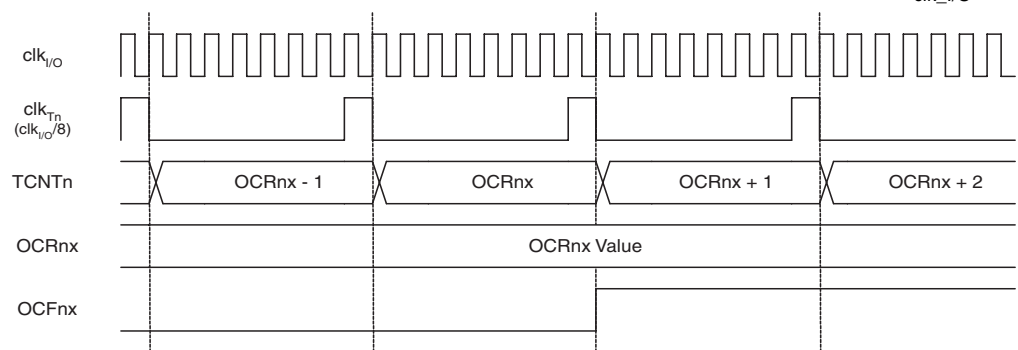 clk_I/O
clkI/O
clkTn
(clkI/O/8)
TCNTn OCRnx - 1 OCRnx OCRnx + 1 OCRnx + 2
OCRnx OCRnx Value
OCFnx